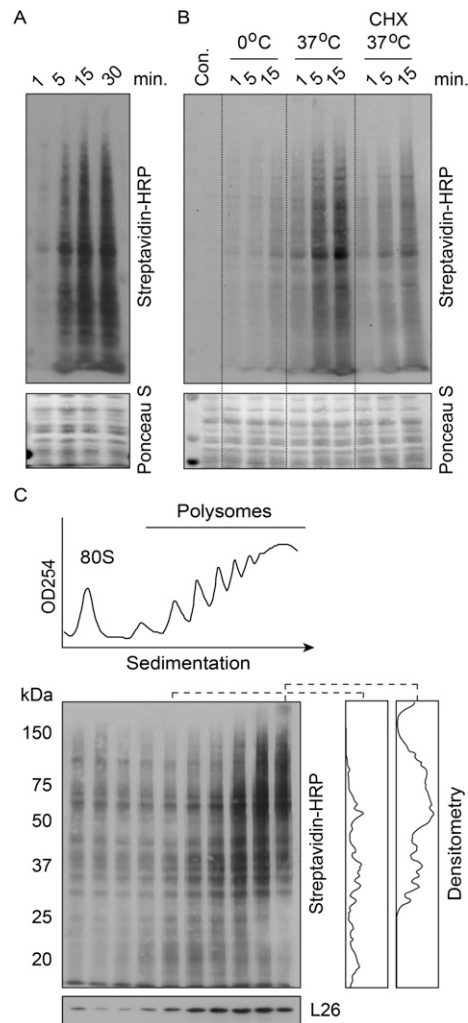 A
1 5 15 30 min.
Streptavidin-HRP
Ponceau S
B
Con.
0°C
37°C
CHX
37°C
1 5 15 1 5 15 1 5 15 min.
Streptavidin-HRP
Ponceau S
C
Polysomes
80S
OD254
Sedimentation
kDa
150
75
50
37
25
20
Streptavidin-HRP
Densitometry
L26